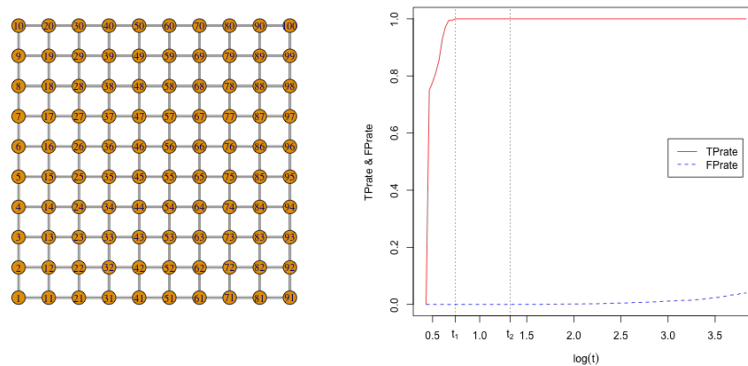 10 20 30 40 50 60 70 80 90 100
9 19 29 39 49 59 69 79 89 99
8 18 28 38 48 58 68 78 88 98
7 17 27 37 47 57 67 77 87 97
6 16 26 36 46 56 66 76 86 96
5 15 25 35 45 55 65 75 85 95
4 14 24 34 44 54 64 74 84 94
3 13 23 33 43 53 63 73 83 93
2 12 22 32 42 52 62 72 82 92
1 11 21 31 41 51 61 71 81 91
TPrate & FPrate
1.0
0.8
0.6
0.4
0.2
0.0
TPrate
FPrate
0.5 t₁ 1.0 t₂ 2.0 2.5 3.0 3.5
log(t)